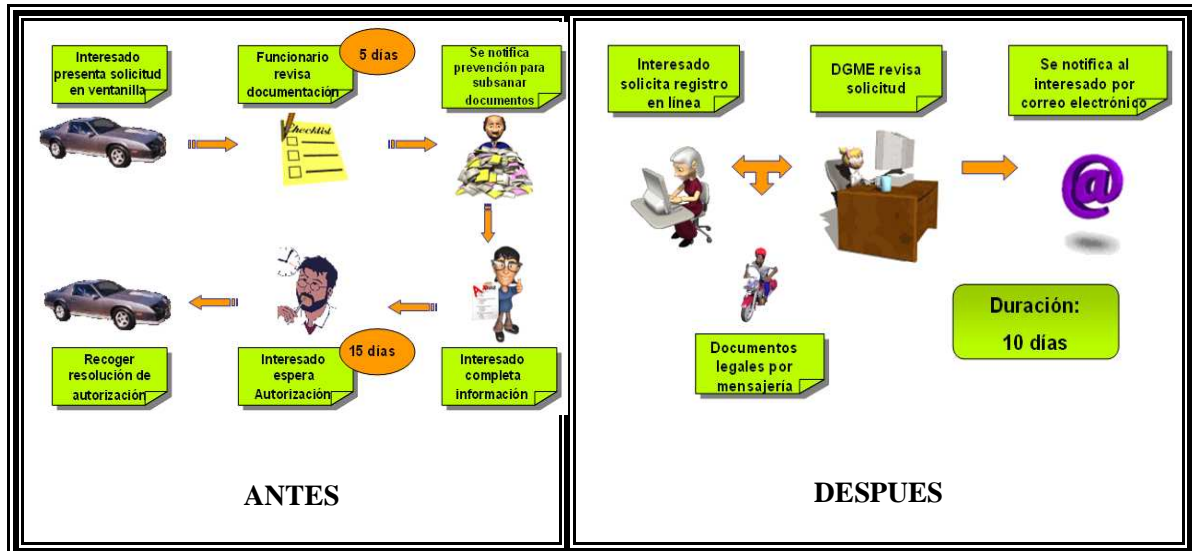 Interesado
presenta solicitud
en ventanilla
Funcionario
revisa
documentación
5 días
Se notifica
prevención para
subsanar
documentos
Checklist
Recoger
resolución de
autorización
Interesado
espera
Autorización
15 días
Interesado
completa
información
ANTES
Interesado
solicita registro
en línea
DGME revisa
solicitud
Se notifica al
interesado por
correo electrónico
@
Documentos
legales por
mensajería
Duración:
10 días
DESPUES